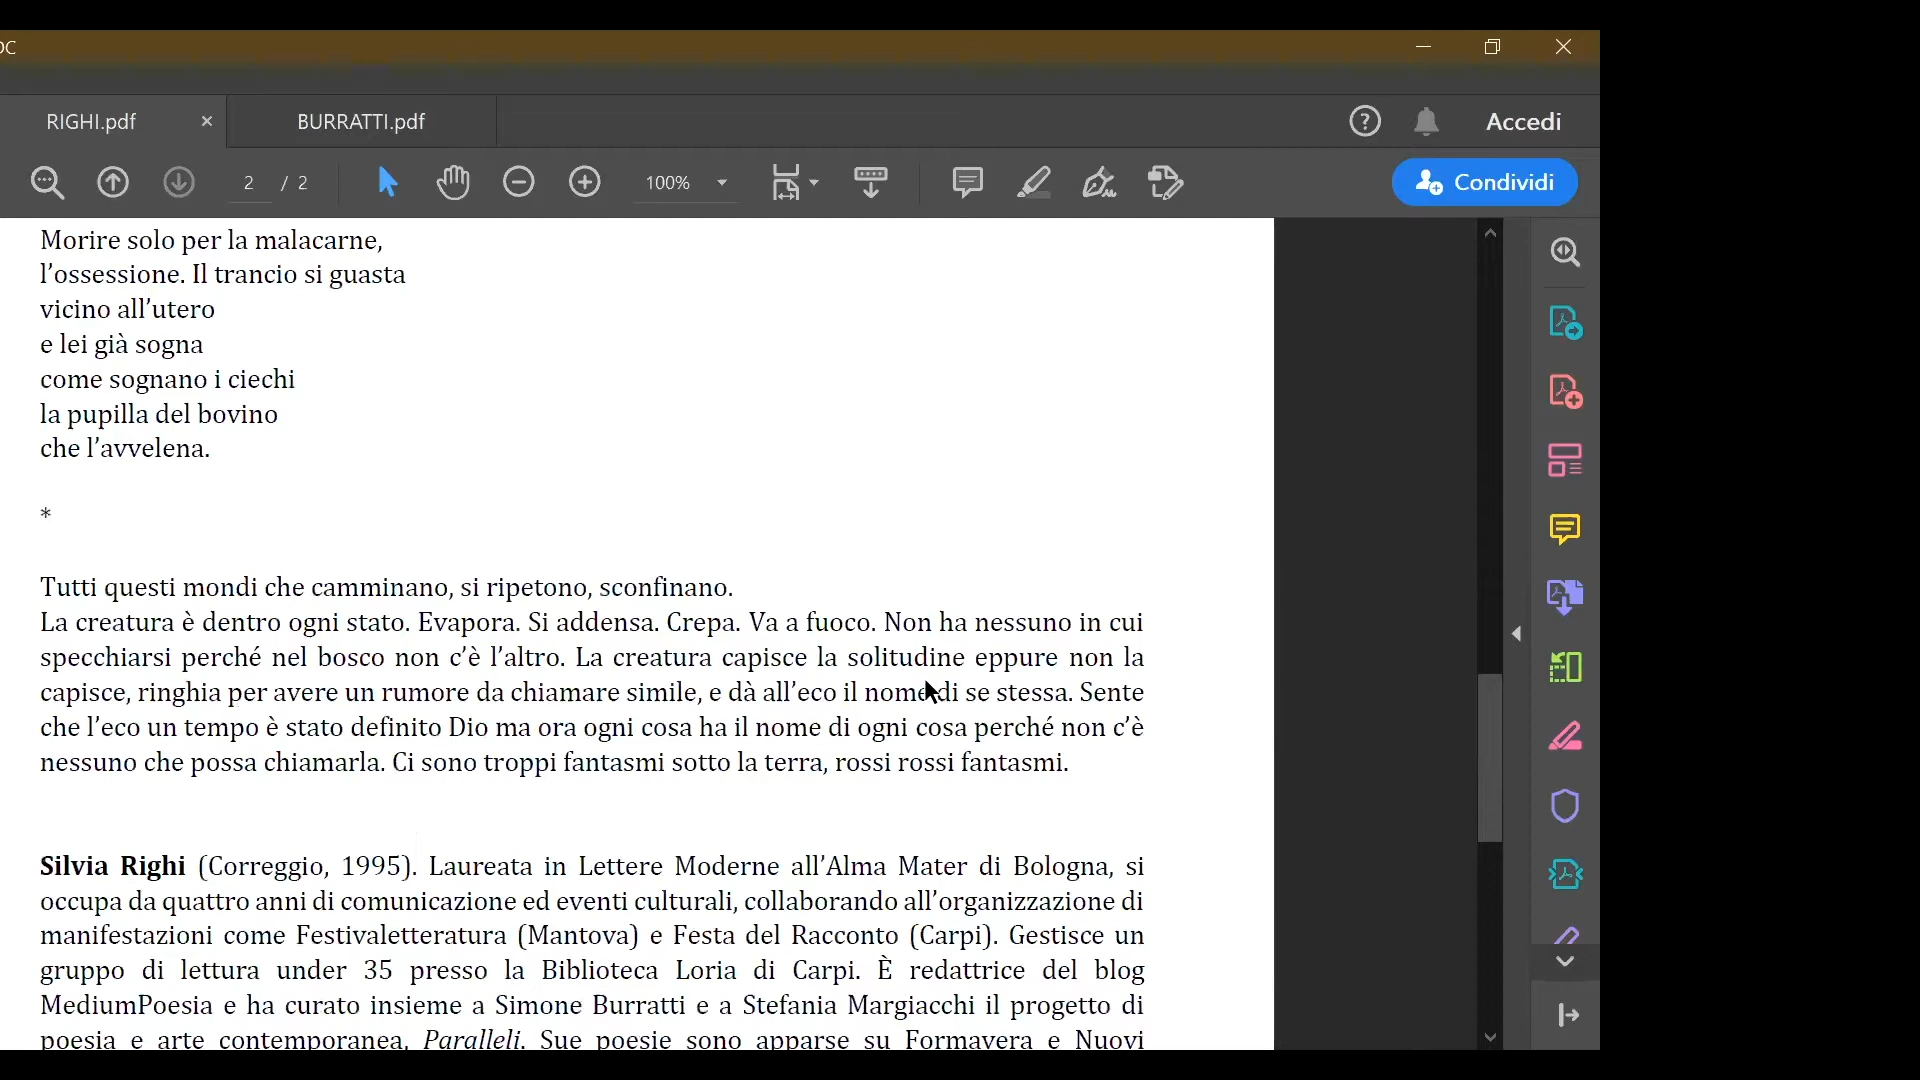 DC
RIGHI.pdf
BURRATTI.pdf
Accedi
2 / 2
100%
Condividi
Morire solo per la malacarne,
l’ossessione. Il trancio si guasta
vicino all’utero
e lei già sogna
come sognano i ciechi
la pupilla del bovino
che l’avvelena.
*
Tutti questi mondi che camminano, si ripetono, sconfinano.
La creatura è dentro ogni stato. Evapora. Si addensa. Crepa. Va a fuoco. Non ha nessuno in cui
specchiarsi perché nel bosco non c’è l’altro. La creatura capisce la solitudine eppure non la
capisce, ringhia per avere un rumore da chiamare simile, e dà all’eco il nome di se stessa. Sente
che l’eco un tempo è stato definito Dio ma ora ogni cosa ha il nome di ogni cosa perché non c’è
nessuno che possa chiamarla. Ci sono troppi fantasmi sotto la terra, rossi rossi fantasmi.
Silvia Righi (Correggio, 1995). Laureata in Lettere Moderne all’Alma Mater di Bologna, si
occupa da quattro anni di comunicazione ed eventi culturali, collaborando all’organizzazione di
manifestazioni come Festivaletteratura (Mantova) e Festa del Racconto (Carpi). Gestisce un
gruppo di lettura under 35 presso la Biblioteca Loria di Carpi. È redattrice del blog
MediumPoesia e ha curato insieme a Simone Burratti e a Stefania Margiacchi il progetto di
poesia e arte contemporanea, Paralleli. Sue poesie sono apparse su Formavera e Nuovi